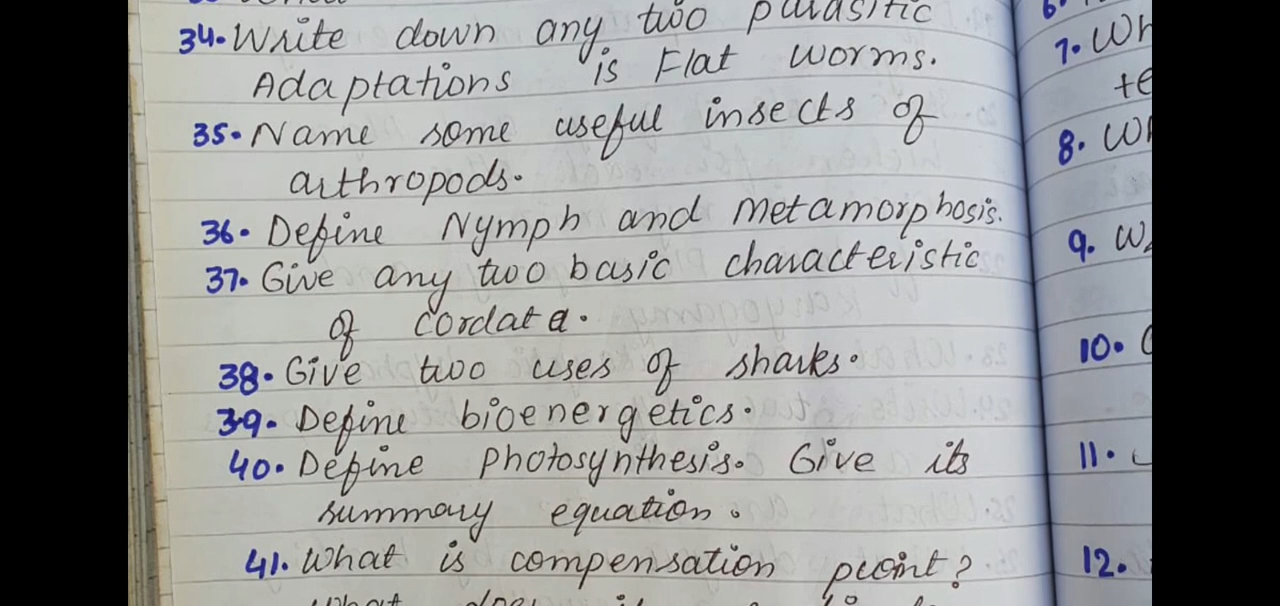 34. Write down any two parasitic
Adaptations is Flat worms.
35. Name some useful insects of
arthropods.
36. Define Nymph and metamorphosis.
37. Give any two basic characteristic
of Cordata.
38. Give two uses of sharks.
39. Define bioenergetics.
40. Define Photosynthesis. Give its
summary equation.
41. What is compensation point?
6.
7. Wh
te
8. Wh
9. W
10.
11.
12.